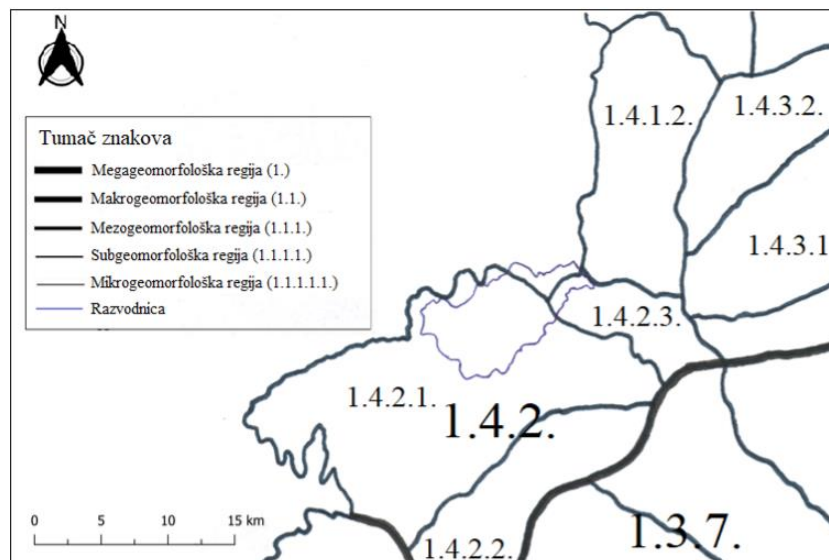 N
Tumač znakova
Megageomorfološka regija (1.)
Makrogeomorfološka regija (1.1.)
Mezogeomorfološka regija (1.1.1.)
Subgeomorfološka regija (1.1.1.1.)
Mikrogeomorfološka regija (1.1.1.1.1.)
Razvodnica
1.4.1.2.
1.4.3.2.
1.4.3.1
1.4.2.3.
1.4.2.1.
1.4.2.
1.4.2.2.
1.3.7.
0 5 10 15 km